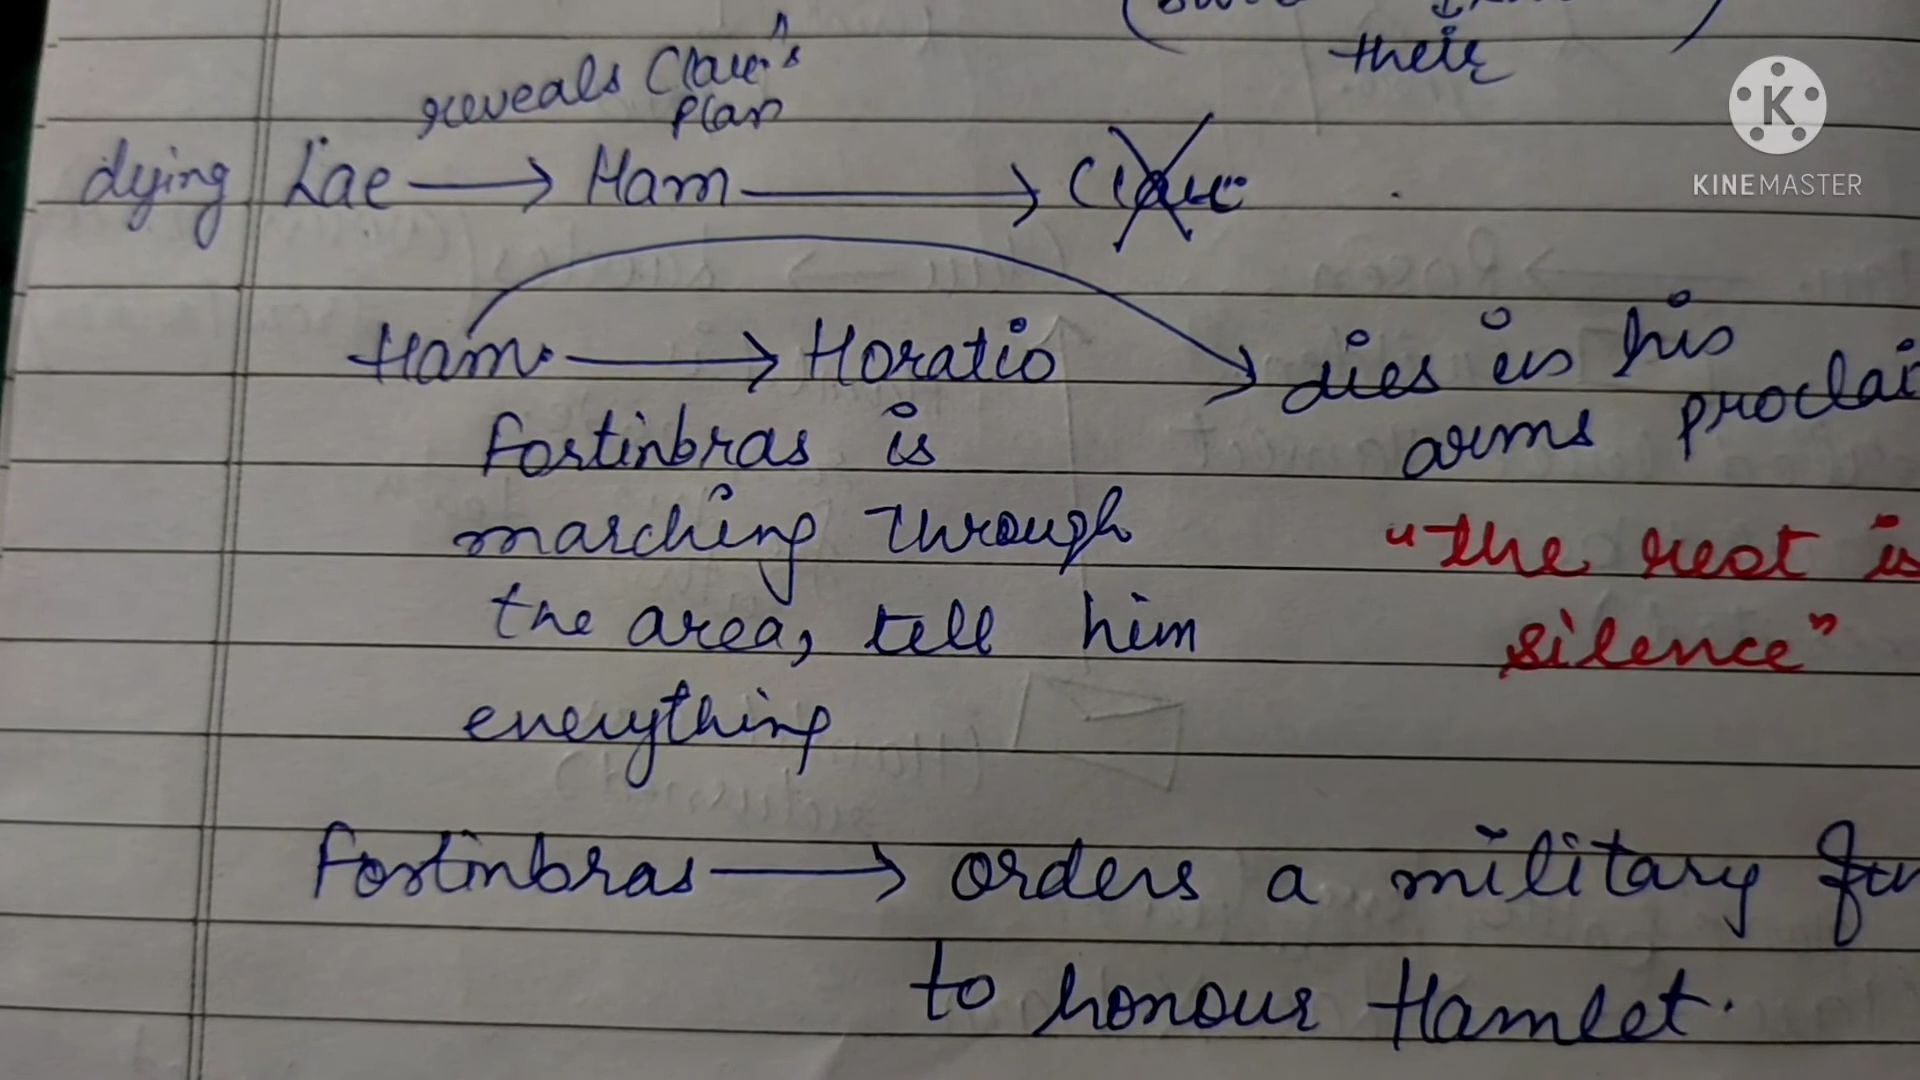 their
reveals Clau's
plan
dying Lae → Ham → Clau
Ham. → Horatio → dies in his
arms
Fortinbras is
marching through
the area, tell him
everything
"the rest is
silence"
Fortinbras → orders a military
to honour Hamlet.
KINEMASTER